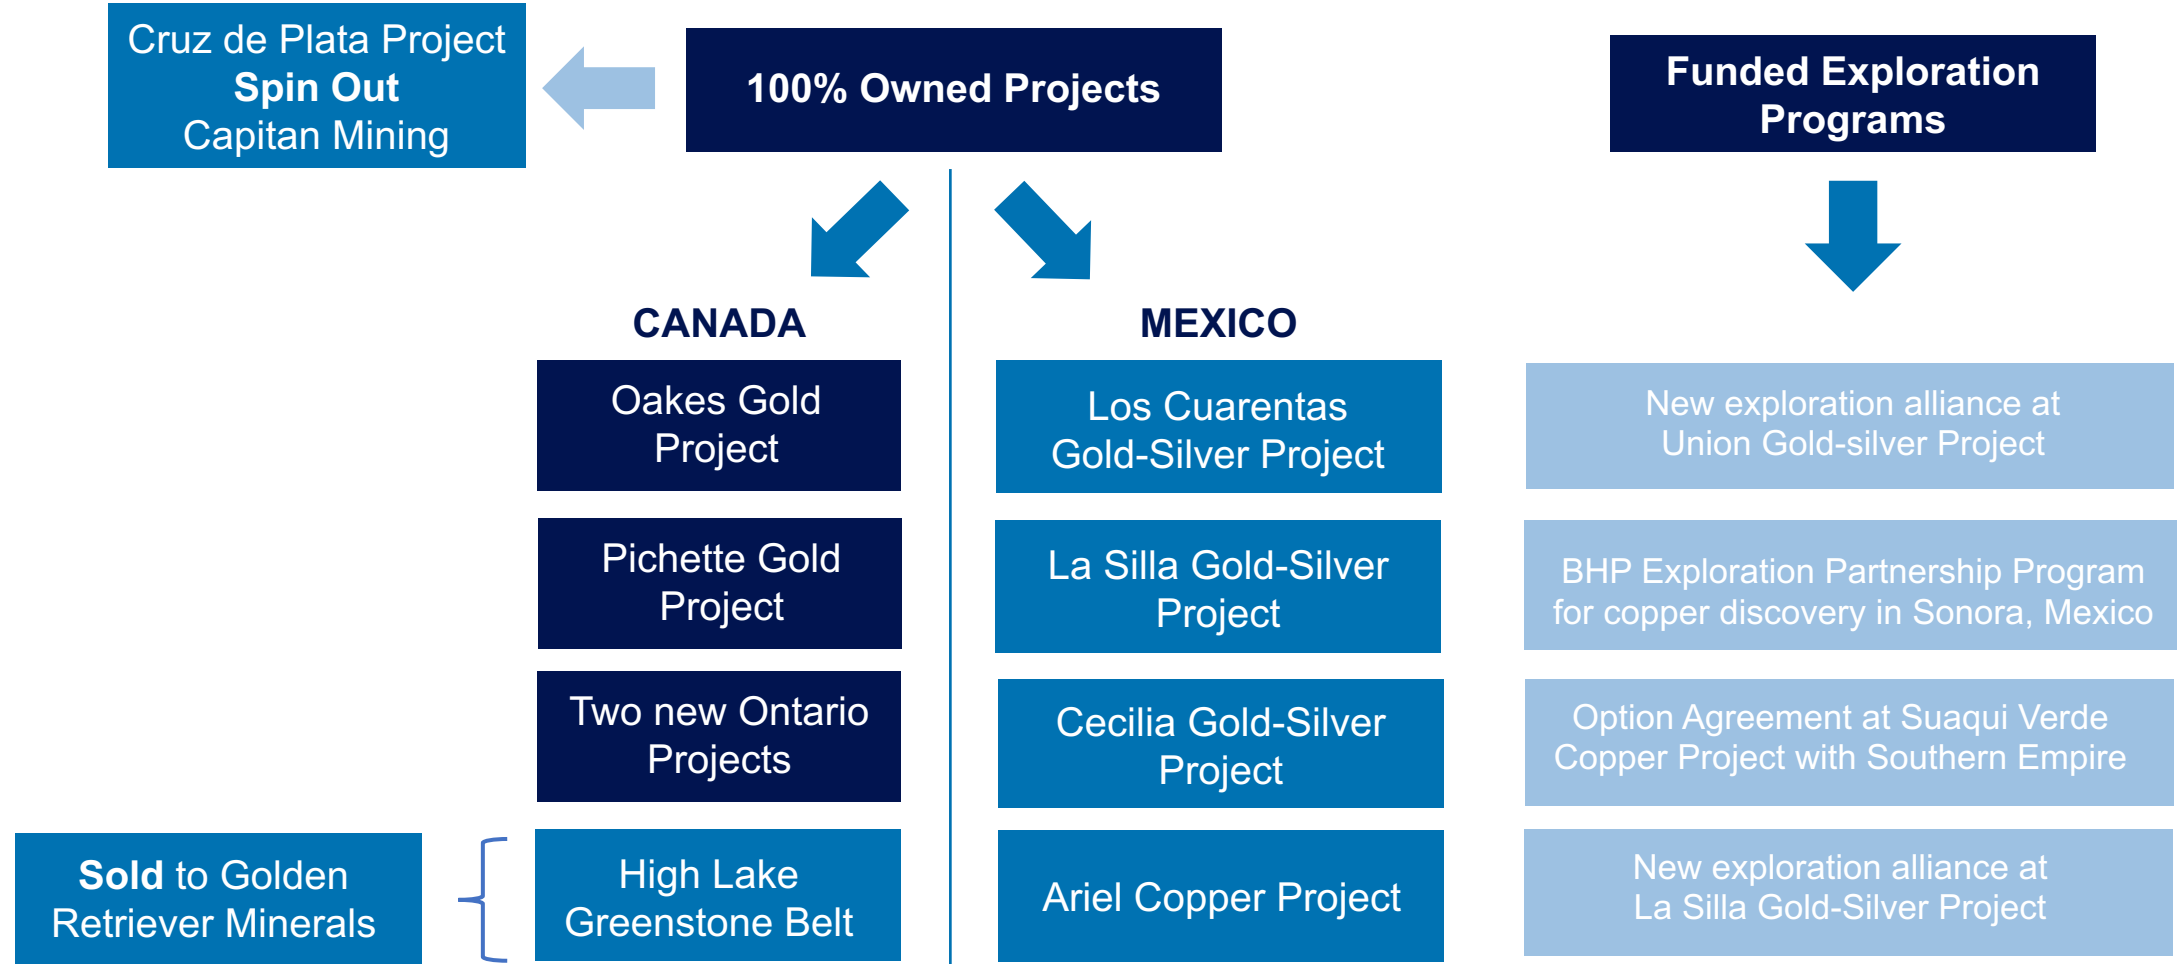 Cruz de Plata Project
Spin Out
Capitan Mining
100% Owned Projects
Funded Exploration
Programs
CANADA
MEXICO
Oakes Gold
Project
Los Cuarentas
Gold-Silver Project
New exploration alliance at
Union Gold-silver Project
Pichette Gold
Project
La Silla Gold-Silver
Project
BHP Exploration Partnership Program
for copper discovery in Sonora, Mexico
Two new Ontario
Projects
Cecilia Gold-Silver
Project
Option Agreement at Suaqui Verde
Copper Project with Southern Empire
Sold to Golden
Retriever Minerals
High Lake
Greenstone Belt
Ariel Copper Project
New exploration alliance at
La Silla Gold-Silver Project